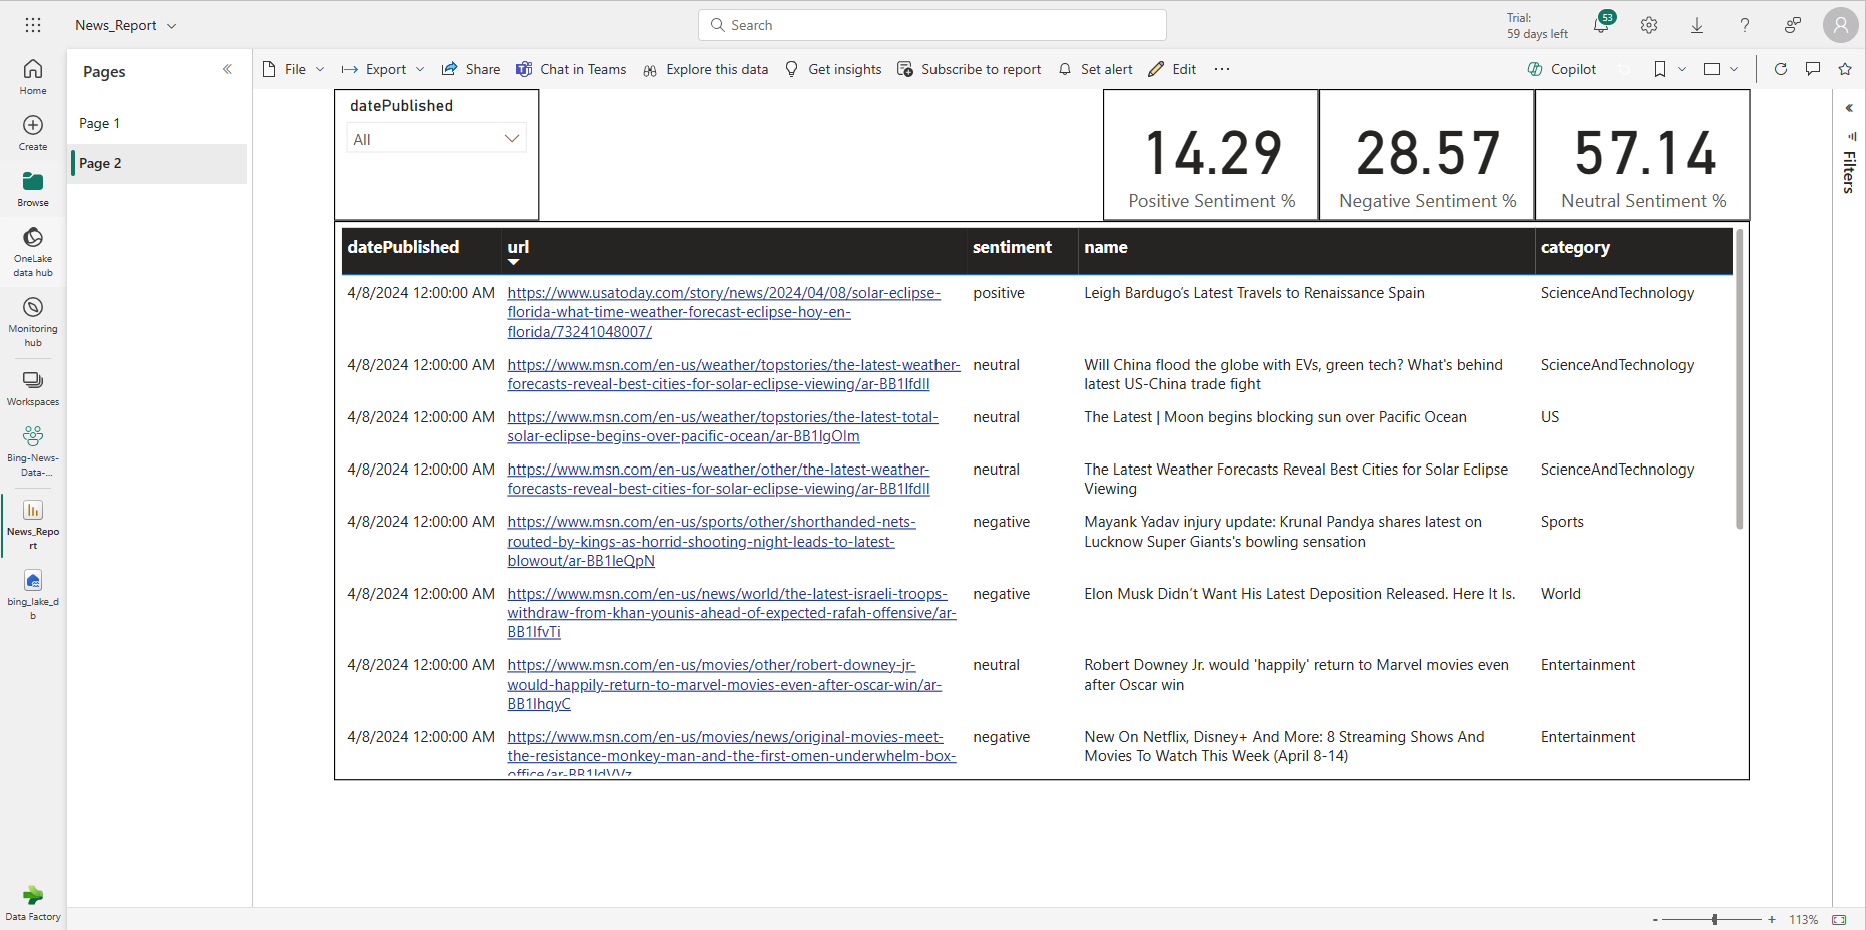 News_Report
Search
Trial:
59 days left
53
Home
Create
Browse
OneLake
data hub
Monitoring
hub
Workspaces
Bing-News-
Data-...
News_Repo
rt
bing_lake_d
b
Data Factory
Pages
Page 1
Page 2
File
Export
Share
Chat in Teams
Explore this data
Get insights
Subscribe to report
Set alert
Edit
Copilot
datePublished
All
14.29
Positive Sentiment %
28.57
Negative Sentiment %
57.14
Neutral Sentiment %
Filters
datePublished url sentiment name category
4/8/2024 12:00:00 AM https://www.usatoday.com/story/news/2024/04/08/solar-eclipse- positive Leigh Bardugo’s Latest Travels to Renaissance Spain ScienceAndTechnology
florida-what-time-weather-forecast-eclipse-hoy-en-
florida/73241048007/
4/8/2024 12:00:00 AM https://www.msn.com/en-us/weather/topstories/the-latest-weather- neutral Will China flood the globe with EVs, green tech? What's behind ScienceAndTechnology
forecasts-reveal-best-cities-for-solar-eclipse-viewing/ar-BB1lfdIl latest US-China trade fight
4/8/2024 12:00:00 AM https://www.msn.com/en-us/weather/topstories/the-latest-total- neutral The Latest | Moon begins blocking sun over Pacific Ocean US
solar-eclipse-begins-over-pacific-ocean/ar-BB1lgOlm
4/8/2024 12:00:00 AM https://www.msn.com/en-us/weather/other/the-latest-weather- neutral The Latest Weather Forecasts Reveal Best Cities for Solar Eclipse ScienceAndTechnology
forecasts-reveal-best-cities-for-solar-eclipse-viewing/ar-BB1lfdIl Viewing
4/8/2024 12:00:00 AM https://www.msn.com/en-us/sports/other/shorthanded-nets- negative Mayank Yadav injury update: Krunal Pandya shares latest on Sports
routed-by-kings-as-horrid-shooting-night-leads-to-latest- Lucknow Super Giants's bowling sensation
blowout/ar-BB1leQpN
4/8/2024 12:00:00 AM https://www.msn.com/en-us/news/world/the-latest-israeli-troops- negative Elon Musk Didn’t Want His Latest Deposition Released. Here It Is. World
withdraw-from-khan-younis-ahead-of-expected-rafah-offensive/ar-
BB1lfvTi
4/8/2024 12:00:00 AM https://www.msn.com/en-us/movies/other/robert-downey-jr- neutral Robert Downey Jr. would 'happily' return to Marvel movies even Entertainment
would-happily-return-to-marvel-movies-even-after-oscar-win/ar- after Oscar win
BB1lhqyC
4/8/2024 12:00:00 AM https://www.msn.com/en-us/movies/news/original-movies-meet- negative New On Netflix, Disney+ And More: 8 Streaming Shows And Entertainment
the-resistance-monkey-man-and-the-first-omen-underwhelm-box- Movies To Watch This Week (April 8-14)
- + 113%